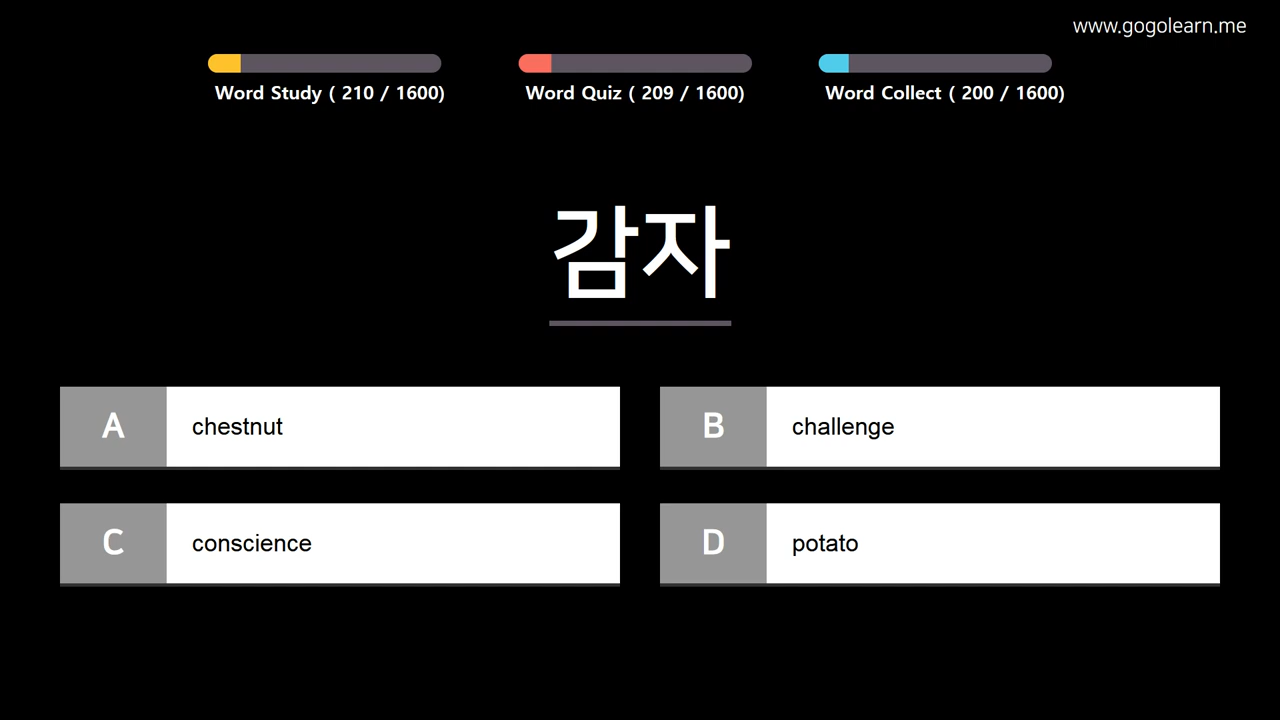 www.gogolearn.me
Word Study ( 210 / 1600)
Word Quiz ( 209 / 1600)
Word Collect ( 200 / 1600)
감자
A chestnut
B challenge
C conscience
D potato